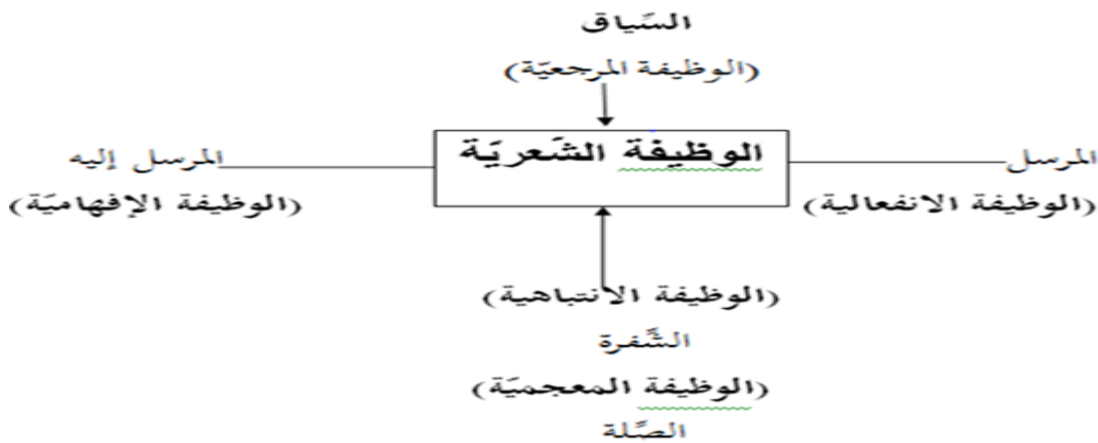 السّياق
(الوظيفة المرجعيّة)
المرسل
الوظيفة الشّعريّة
المرسل إليه
(الوظيفة الانفعالية)
(الوظيفة الإفهاميّة)
(الوظيفة الانتباهية)
الشّفرة
(الوظيفة المعجميّة)
الصّلة